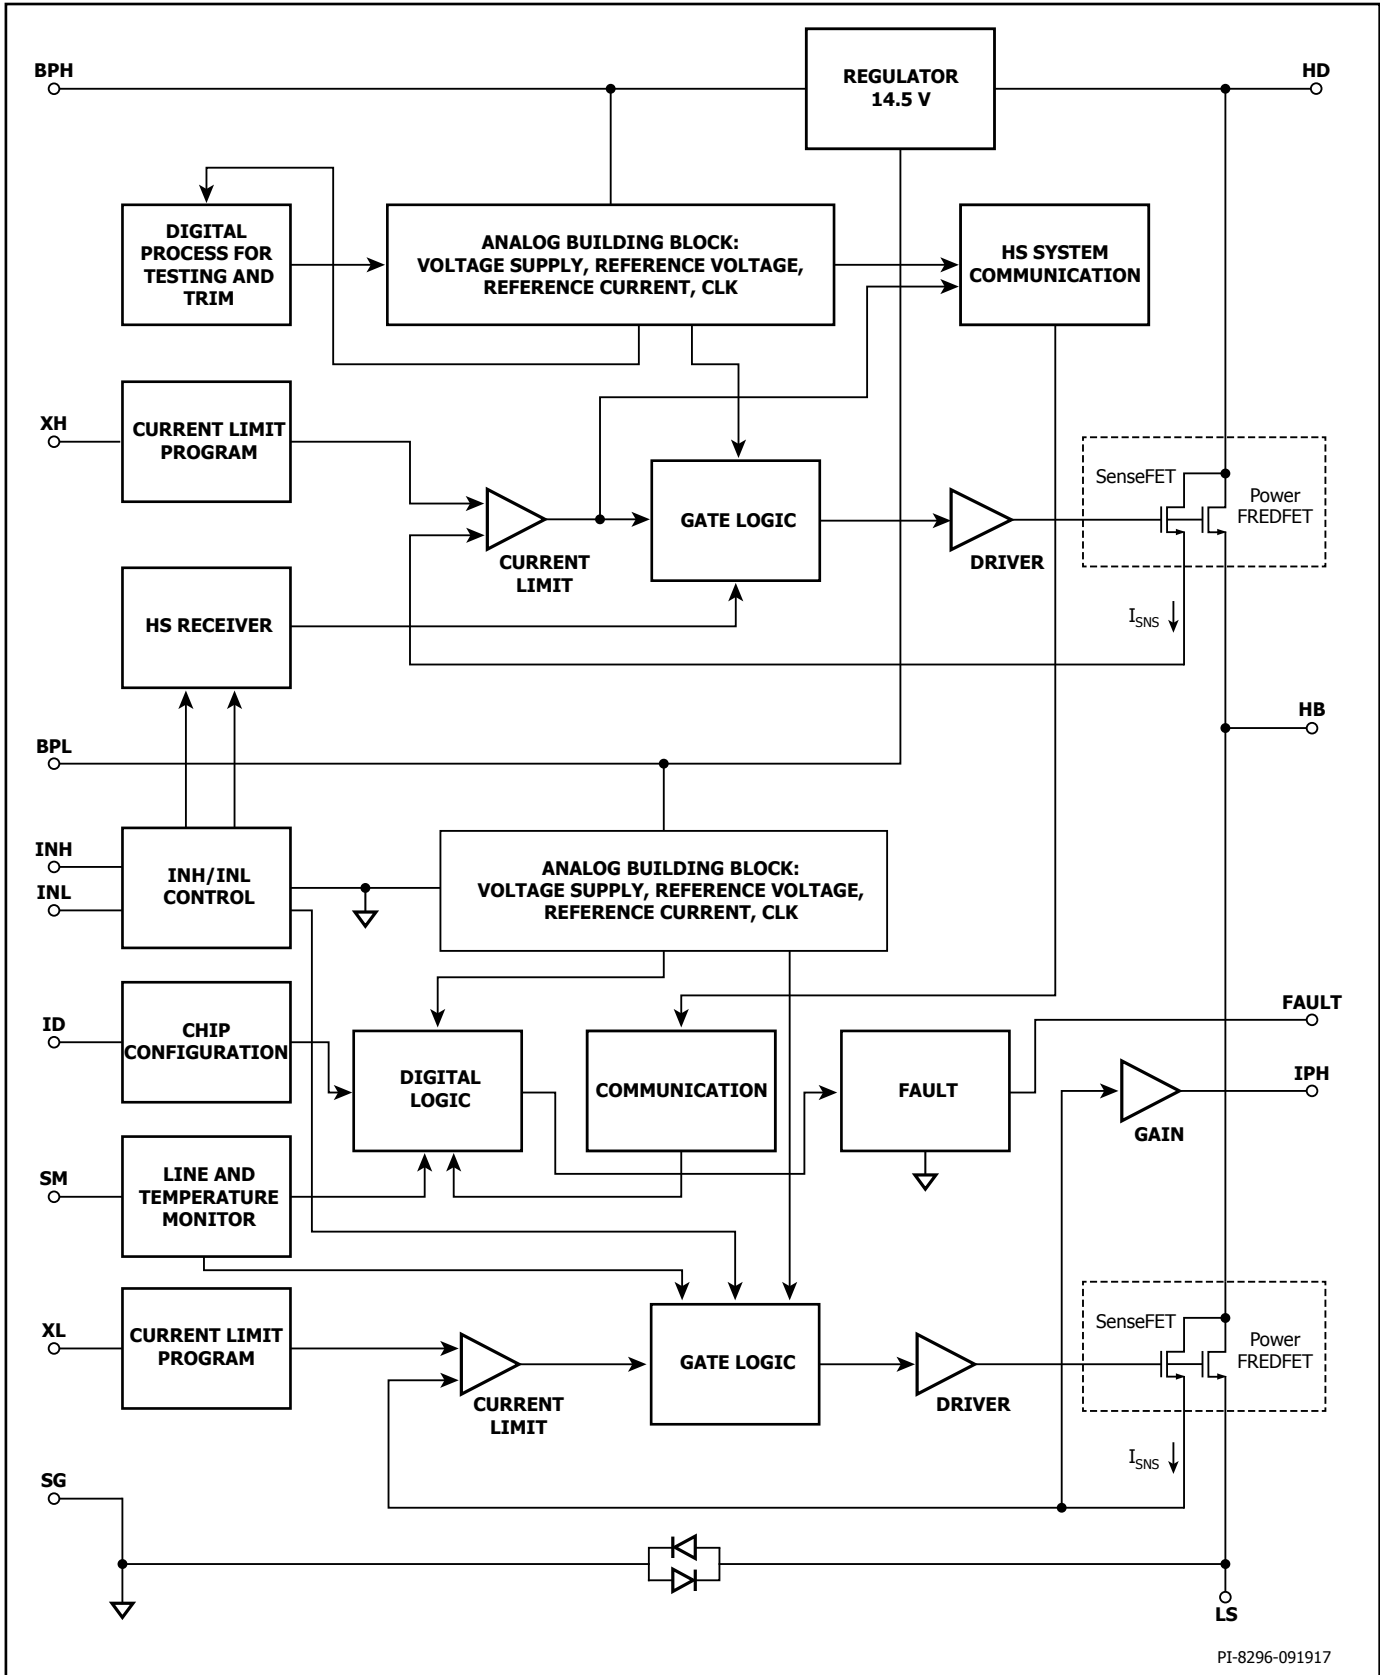 BPH
REGULATOR
14.5 V
HD
DIGITAL
PROCESS FOR
TESTING AND
TRIM
ANALOG BUILDING BLOCK:
VOLTAGE SUPPLY, REFERENCE VOLTAGE,
REFERENCE CURRENT, CLK
HS SYSTEM
COMMUNICATION
XH
CURRENT LIMIT
PROGRAM
CURRENT
LIMIT
GATE LOGIC
DRIVER
SenseFET
Power
FREDFET
HS RECEIVER
ISNS
HB
BPL
INH
INL
INH/INL
CONTROL
ANALOG BUILDING BLOCK:
VOLTAGE SUPPLY, REFERENCE VOLTAGE,
REFERENCE CURRENT, CLK
ID
CHIP
CONFIGURATION
DIGITAL
LOGIC
COMMUNICATION
FAULT
FAULT
IPH
GAIN
SM
LINE AND
TEMPERATURE
MONITOR
XL
CURRENT LIMIT
PROGRAM
CURRENT
LIMIT
GATE LOGIC
DRIVER
SenseFET
Power
FREDFET
ISNS
SG
LS
PI-8296-091917